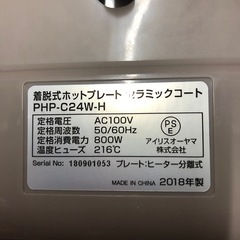 着脱式ホットプレート セラミックコート
PHP-C24W-H
定格電圧 AC100V
定格周波数 50/60Hz
定格消費電力 800W
温度ヒューズ 216℃
PS
E
アイリスオーヤマ
株式会社
Serial No: 180901053 プレート・ヒーター分離式
MADE IN CHINA 2018年製